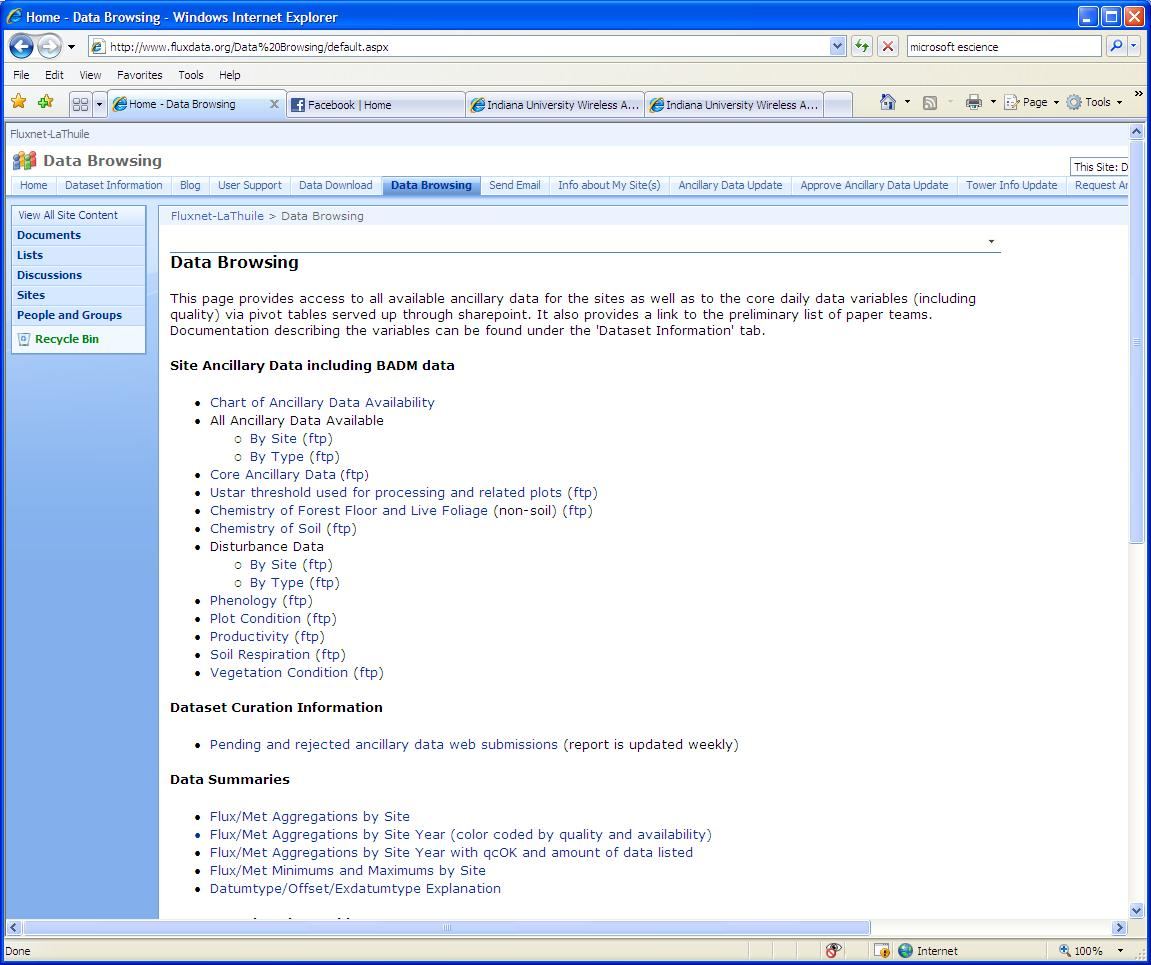 Home - Data Browsing - Windows Internet Explorer
http://www.fluxdata.org/Data%20Browsing/default.aspx
microsoft escience
File Edit View Favorites Tools Help
Home - Data Browsing
Facebook | Home
Indiana University Wireless A...
Indiana University Wireless A...
Page
Tools
Fluxnet-LaThuile
Data Browsing
This Site: D
Home Dataset Information Blog User Support Data Download Data Browsing Send Email Info about My Site(s) Ancillary Data Update Approve Ancillary Data Update Tower Info Update Request An
View All Site Content
Documents
Lists
Discussions
Sites
People and Groups
Recycle Bin
Fluxnet-LaThuile > Data Browsing
Data Browsing
This page provides access to all available ancillary data for the sites as well as to the core daily data variables (including
quality) via pivot tables served up through sharepoint. It also provides a link to the preliminary list of paper teams.
Documentation describing the variables can be found under the 'Dataset Information' tab.
Site Ancillary Data including BADM data
Chart of Ancillary Data Availability
All Ancillary Data Available
By Site (ftp)
By Type (ftp)
Core Ancillary Data (ftp)
Ustar threshold used for processing and related plots (ftp)
Chemistry of Forest Floor and Live Foliage (non-soil) (ftp)
Chemistry of Soil (ftp)
Disturbance Data
By Site (ftp)
By Type (ftp)
Phenology (ftp)
Plot Condition (ftp)
Productivity (ftp)
Soil Respiration (ftp)
Vegetation Condition (ftp)
Dataset Curation Information
Pending and rejected ancillary data web submissions (report is updated weekly)
Data Summaries
Flux/Met Aggregations by Site
Flux/Met Aggregations by Site Year (color coded by quality and availability)
Flux/Met Aggregations by Site Year with qcOK and amount of data listed
Flux/Met Minimums and Maximums by Site
Datumtype/Offset/Exdatumtype Explanation
Done
Internet
100%